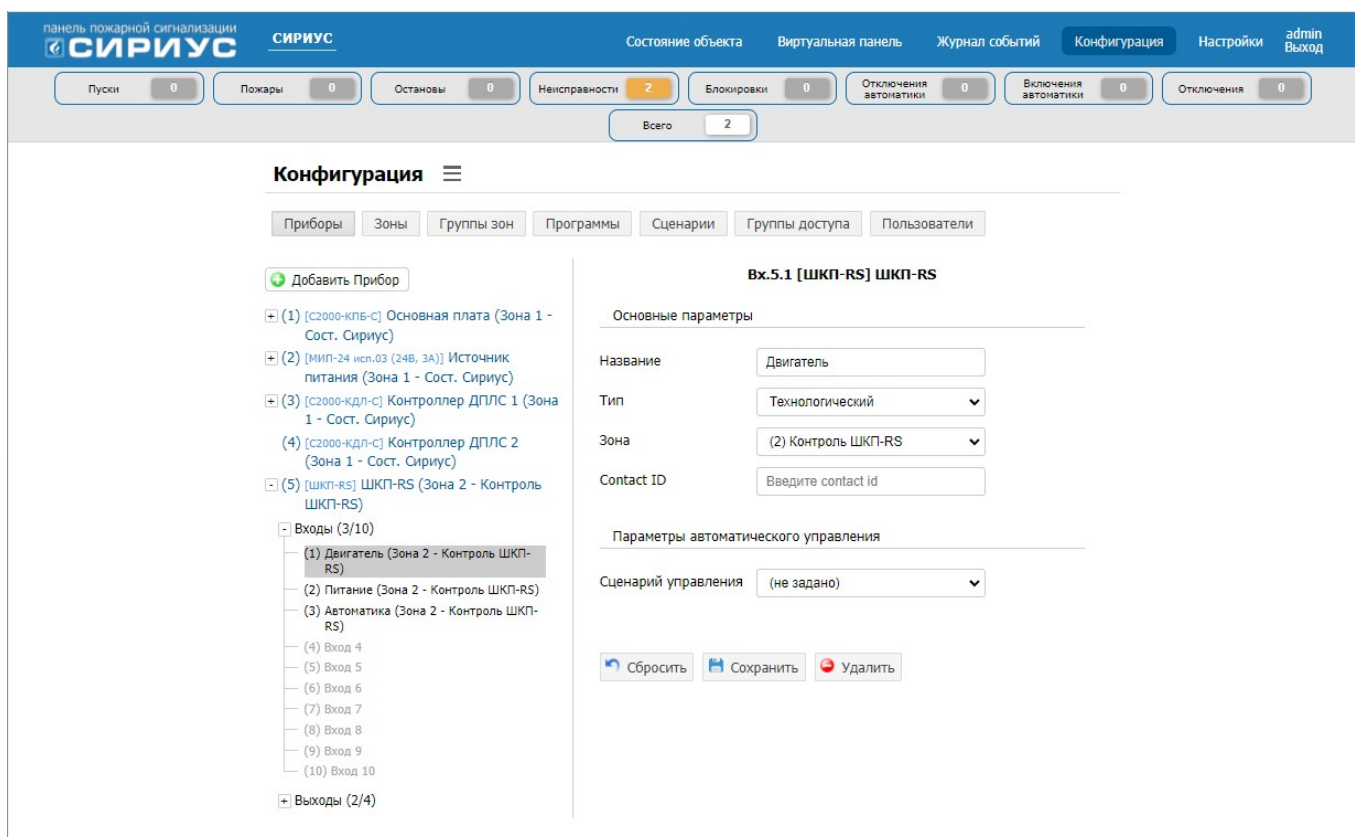 панель пожарной сигнализации
СИРИУС
СИРИУС
Состояние объекта
Виртуальная панель
Журнал событий
Конфигурация
Настройки
admin
Выход
Пуски 0
Пожары 0
Остановы 0
Неисправности 2
Блокировки 0
Отключения автоматики 0
Включения автоматики 0
Отключения 0
Всего 2
Конфигурация
Приборы
Зоны
Группы зон
Программы
Сценарии
Группы доступа
Пользователи
Добавить Прибор
(1) [С2000-КПБ-С] Основная плата (Зона 1 -
Сост. Сириус)
(2) [МИП-24 исп.03 (24В, 3А)] Источник
питания (Зона 1 - Сост. Сириус)
(3) [С2000-КДЛ-С] Контроллер ДПЛС 1 (Зона
1 - Сост. Сириус)
(4) [С2000-КДЛ-С] Контроллер ДПЛС 2
(Зона 1 - Сост. Сириус)
(5) [ШКП-RS] ШКП-RS (Зона 2 - Контроль
ШКП-RS)
Входы (3/10)
(1) Двигатель (Зона 2 - Контроль ШКП-
RS)
(2) Питание (Зона 2 - Контроль ШКП-RS)
(3) Автоматика (Зона 2 - Контроль ШКП-
RS)
(4) Вход 4
(5) Вход 5
(6) Вход 6
(7) Вход 7
(8) Вход 8
(9) Вход 9
(10) Вход 10
Выходы (2/4)
Вх.5.1 [ШКП-RS] ШКП-RS
Основные параметры
Название Двигатель
Тип Технологический
Зона (2) Контроль ШКП-RS
Contact ID Введите contact id
Параметры автоматического управления
Сценарий управления (не задано)
Сбросить
Сохранить
Удалить